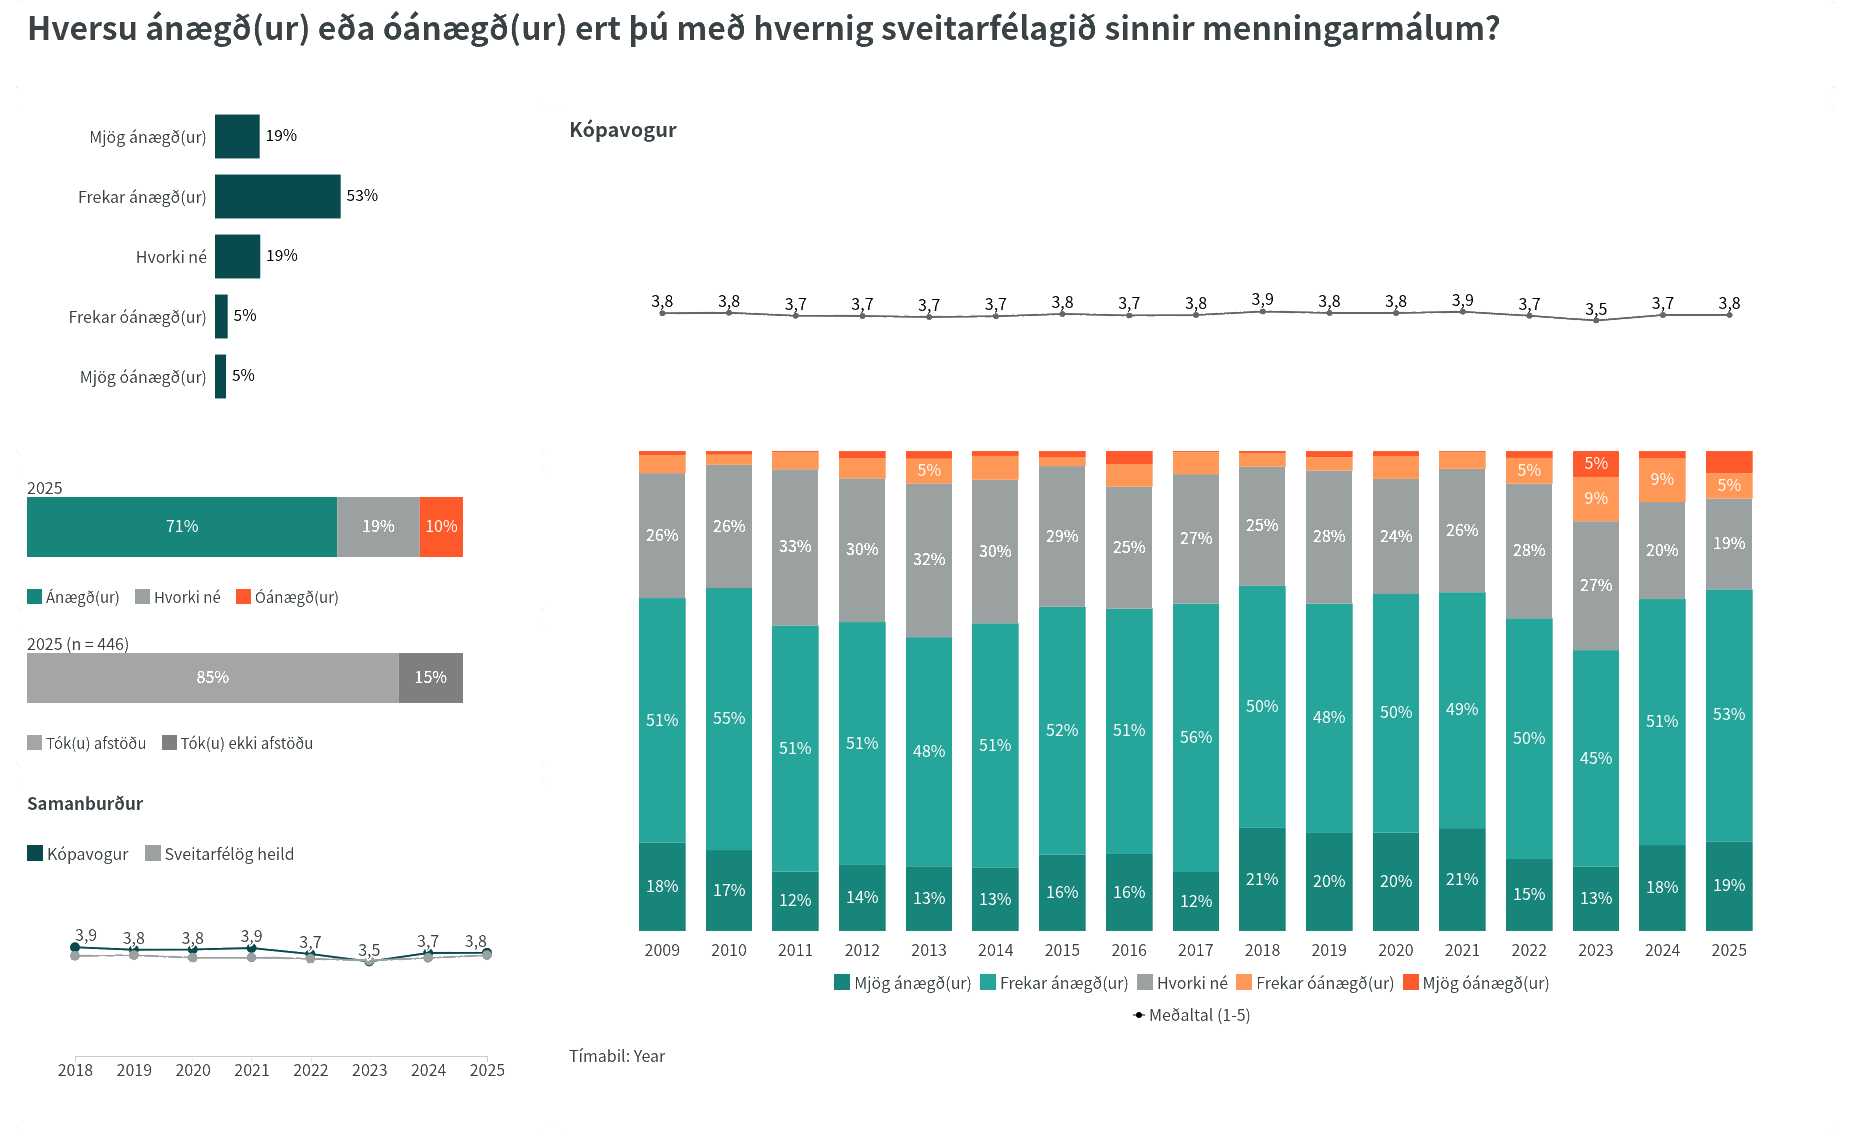 Hversu ánægð(ur) eða óánægð(ur) ert þú með hvernig sveitarfélagið sinnir menningarmálum?
Mjög ánægð(ur) 19%
Frekar ánægð(ur) 53%
Hvorki né 19%
Frekar óánægð(ur) 5%
Mjög óánægð(ur) 5%
2025
71% 19% 10%
Ánægð(ur) Hvorki né Óánægð(ur)
2025 (n = 446)
85% 15%
Tók(u) afstöðu Tók(u) ekki afstöðu
Samanburður
Kópavogur Sveitarfélög heild
3,9 3,8 3,8 3,9 3,7 3,5 3,7 3,8
2018 2019 2020 2021 2022 2023 2024 2025
Kópavogur
3,8 3,8 3,7 3,7 3,7 3,7 3,8 3,7 3,8 3,9 3,8 3,8 3,9 3,7 3,5 3,7 3,8
5% 5% 5% 9% 9% 5%
26% 26% 33% 30% 32% 30% 29% 25% 27% 25% 28% 24% 26% 28% 27% 20% 19%
51% 55% 51% 51% 48% 51% 52% 51% 56% 50% 48% 50% 49% 50% 45% 51% 53%
18% 17% 12% 14% 13% 13% 16% 16% 12% 21% 20% 20% 21% 15% 13% 18% 19%
2009 2010 2011 2012 2013 2014 2015 2016 2017 2018 2019 2020 2021 2022 2023 2024 2025
Mjög ánægð(ur) Frekar ánægð(ur) Hvorki né Frekar óánægð(ur) Mjög óánægð(ur)
Meðaltal (1-5)
Tímabil: Year